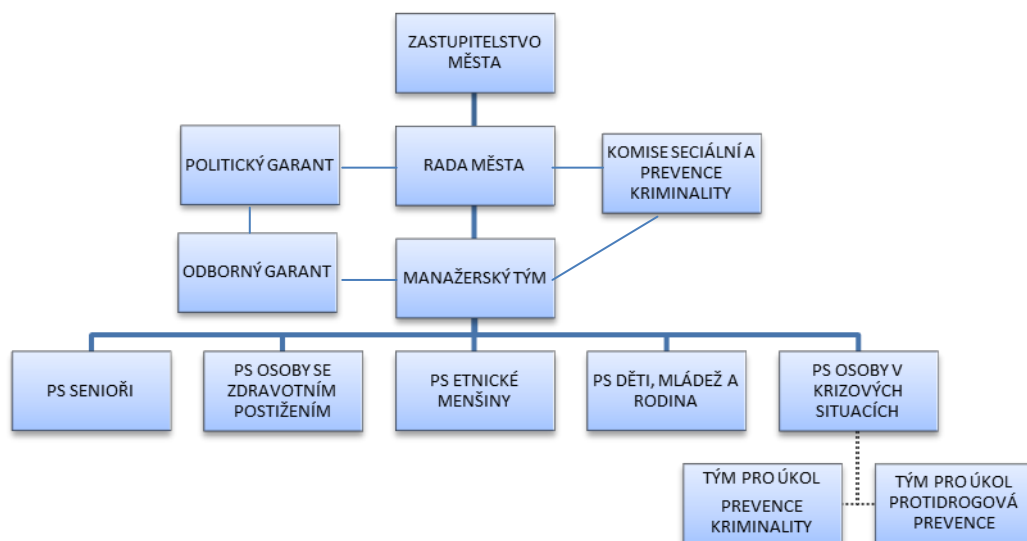 ZASTUPITELSTVO
MĚSTA
POLITICKÝ GARANT
RADA MĚSTA
KOMISE SECIÁLNÍ A
PREVENCE
KRIMINALITY
ODBORNÝ GARANT
MANAŽERSKÝ TÝM
PS SENIOŘI
PS OSOBY SE
ZDRAVOTNÍM
POSTIŽENÍM
PS ETNICKÉ
MENŠINY
PS DĚTI, MLÁDEŽ A
RODINA
PS OSOBY V
KRIZOVÝCH
SITUACÍCH
TÝM PRO ÚKOL
PREVENCE
KRIMINALITY
TÝM PRO ÚKOL
PROTIDROGOVÁ
PREVENCE